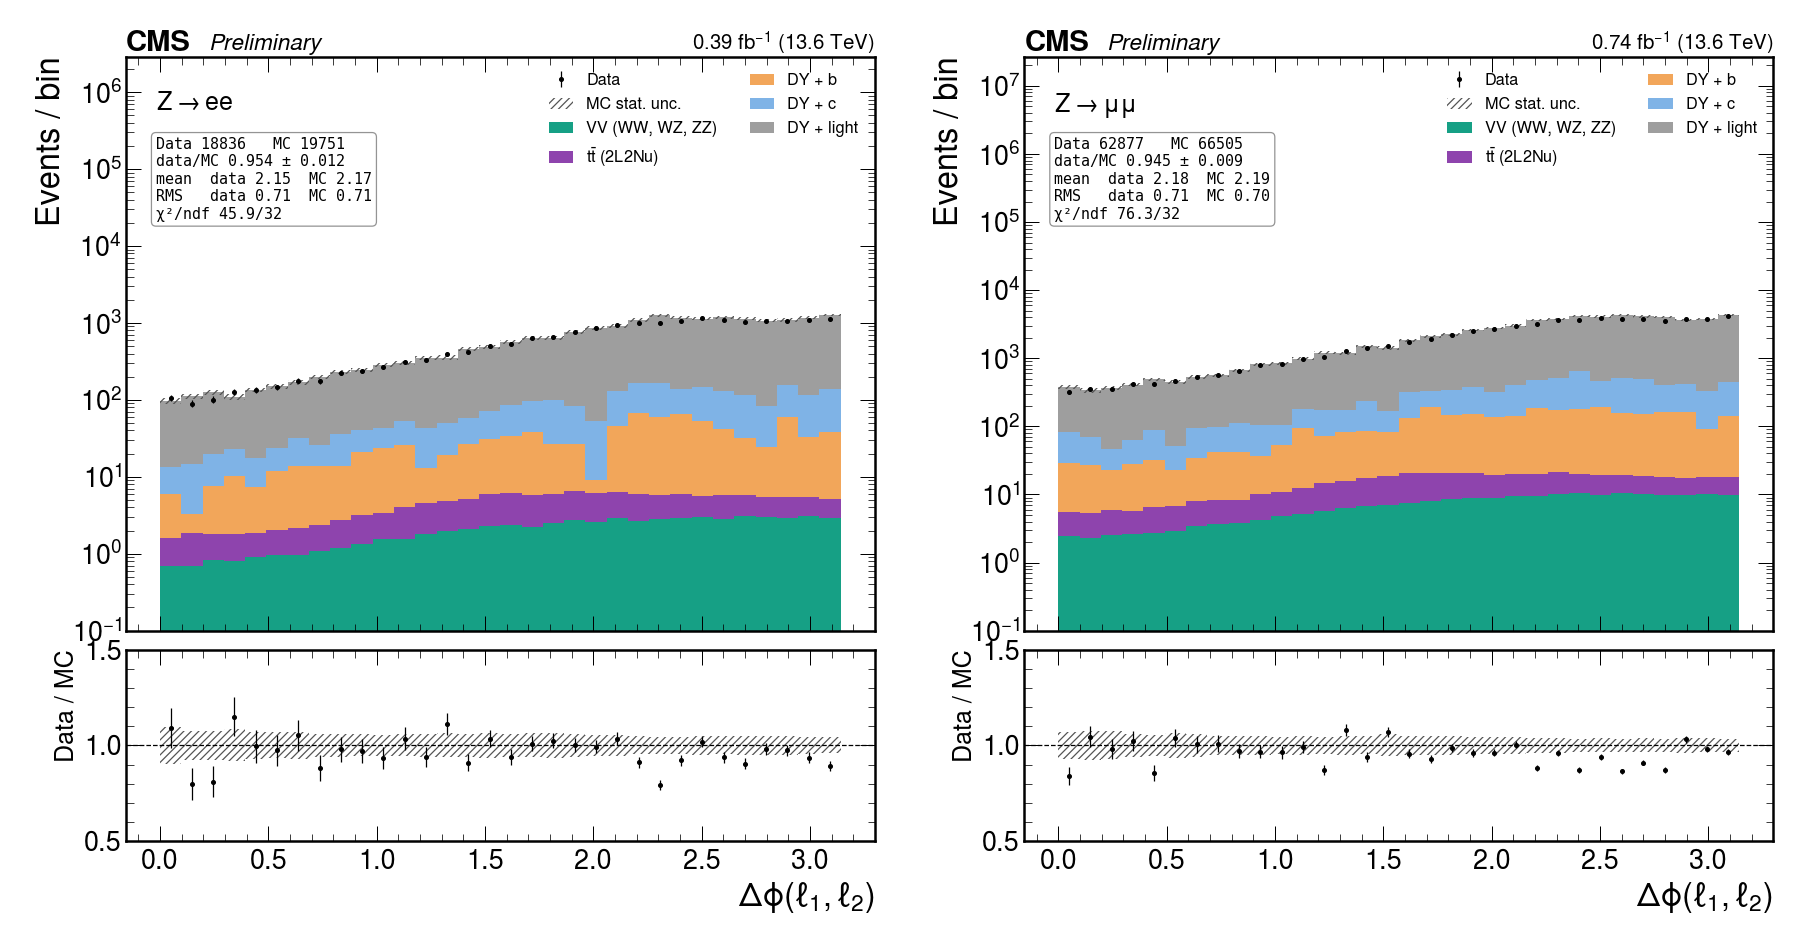 CMS Preliminary 0.39 fb⁻¹ (13.6 TeV)
Events / bin
10⁶
10⁵
10⁴
10³
10²
10¹
10⁰
10⁻¹
Z→ee
Data 18836 MC 19751
data/MC 0.954 ± 0.012
mean data 2.15 MC 2.17
RMS data 0.71 MC 0.71
χ²/ndf 45.9/32
Data
MC stat. unc.
VV (WW, WZ, ZZ)
tt̄ (2L2Nu)
DY + b
DY + c
DY + light
Data / MC
1.5
1.0
0.5
0.0 0.5 1.0 1.5 2.0 2.5 3.0
Δϕ(ℓ₁, ℓ₂)
CMS Preliminary 0.74 fb⁻¹ (13.6 TeV)
Events / bin
10⁷
10⁶
10⁵
10⁴
10³
10²
10¹
10⁰
10⁻¹
Z→μμ
Data 62877 MC 66505
data/MC 0.945 ± 0.009
mean data 2.18 MC 2.19
RMS data 0.71 MC 0.70
χ²/ndf 76.3/32
Data
MC stat. unc.
VV (WW, WZ, ZZ)
tt̄ (2L2Nu)
DY + b
DY + c
DY + light
Data / MC
1.5
1.0
0.5
0.0 0.5 1.0 1.5 2.0 2.5 3.0
Δϕ(ℓ₁, ℓ₂)